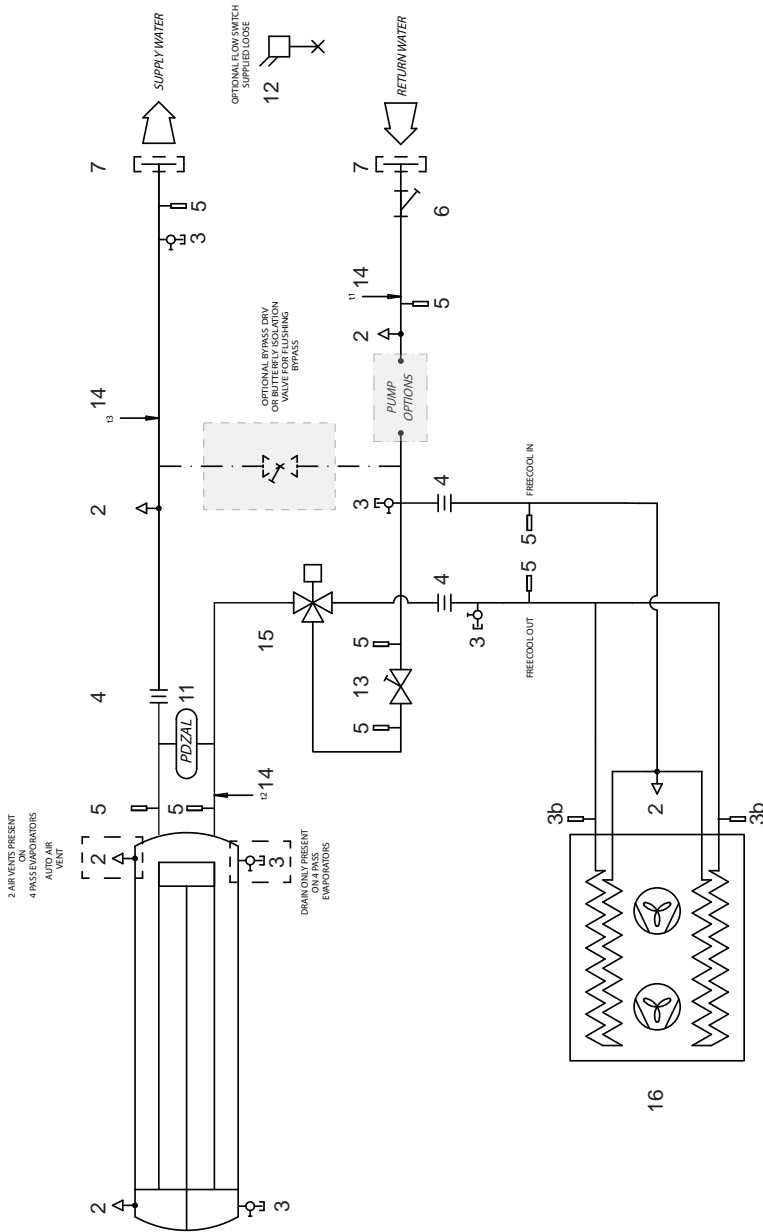 2 AIR VENTS PRESENT
ON
4 PASS EVAPORATORS
AUTO AIR
VENT
2
2
3
3
DRAIN ONLY PRESENT
ON 4 PASS
EVAPORATORS
5
5
t2
14
4
11
PDZAL
2
14
t3
3
5
7
SUPPLY WATER
OPTIONAL FLOW SWITCH
SUPPLIED LOOSE
12
OPTIONAL BYPASS DRV
OR BUTTERFLY ISOLATION
VALVE FOR FLUSHING
BYPASS
15
5
13
5
3
PUMP
OPTIONS
2
5
t1
14
6
7
RETURN WATER
4
4
3
5
5
FREECOOL OUT
FREECOOL IN
16
3b
2
3b